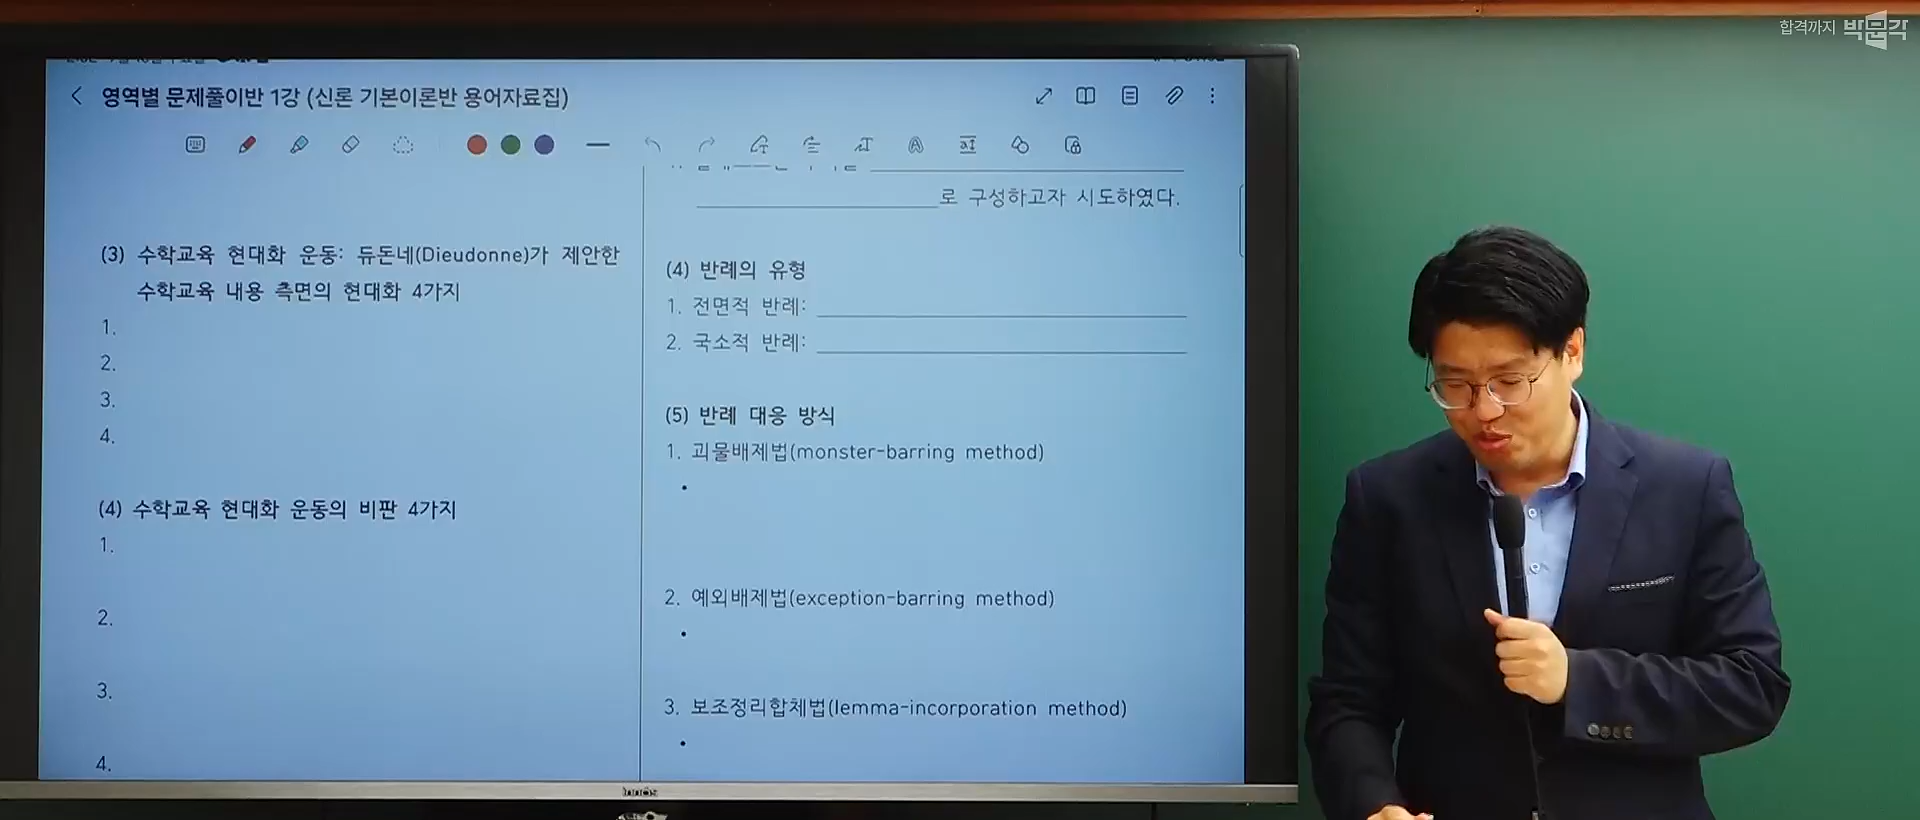 합격까지 박문각
영역별 문제풀이반 1강 (신론 기본이론반 용어자료집)
(3) 수학교육 현대화 운동: 듀돈네(Dieudonne)가 제안한
수학교육 내용 측면의 현대화 4가지
1.
2.
3.
4.
(4) 수학교육 현대화 운동의 비판 4가지
1.
2.
3.
4.
로 구성하고자 시도하였다.
(4) 반례의 유형
1. 전면적 반례:
2. 국소적 반례:
(5) 반례 대응 방식
1. 괴물배제법(monster-barring method)
•
2. 예외배제법(exception-barring method)
•
3. 보조정리합체법(lemma-incorporation method)
•